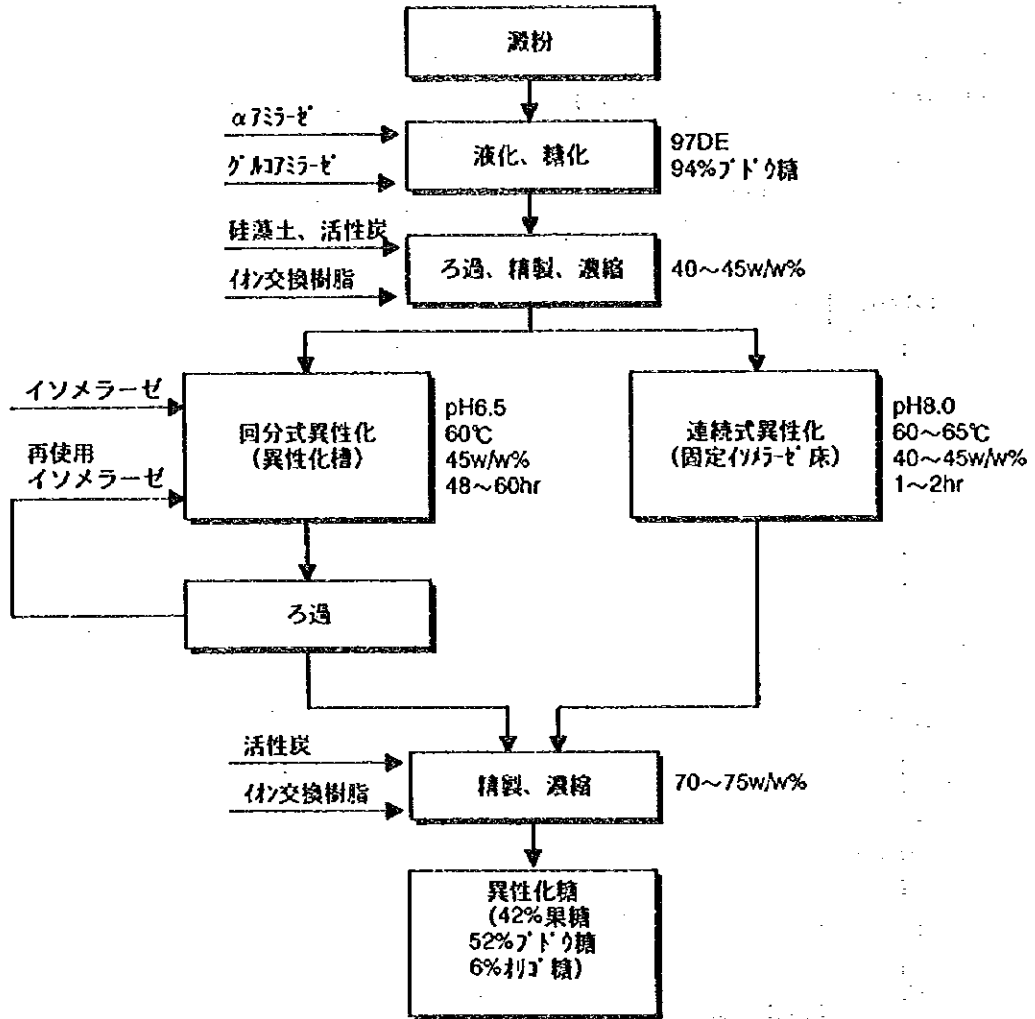 澱粉
αアミラーゼ
グルコアミラーゼ
液化、糖化
97DE
94%ブドウ糖
硅藻土、活性炭
イオン交換樹脂
ろ過、精製、濃縮
40～45w/w%
イソメラーゼ
再使用
イソメラーゼ
回分式異性化
(異性化槽)
pH6.5
60℃
45w/w%
48～60hr
連続式異性化
(固定イソメラーゼ床)
pH8.0
60～65℃
40～45w/w%
1～2hr
ろ過
活性炭
イオン交換樹脂
精製、濃縮
70～75w/w%
異性化糖
(42%果糖
52%ブドウ糖
6%オリゴ糖)